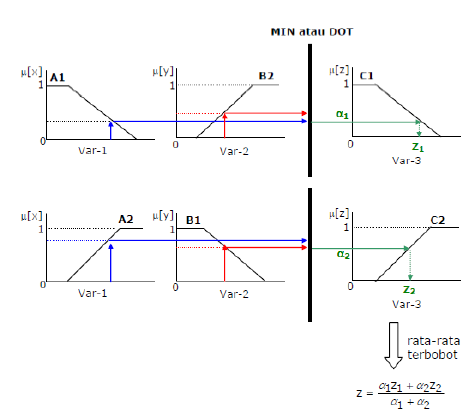 MIN atau DOT
μ[x] A1
1
0
Var-1
μ[y] B2
1
0
Var-2
μ[z] C1
1
α1
0
Z1
Var-3
μ[x] A2
1
0
Var-1
μ[y] B1
1
0
Var-2
μ[z] C2
1
α2
0
Z2
Var-3
rata-rata
terbobot
z = α1z1 + α2z2
α1 + α2